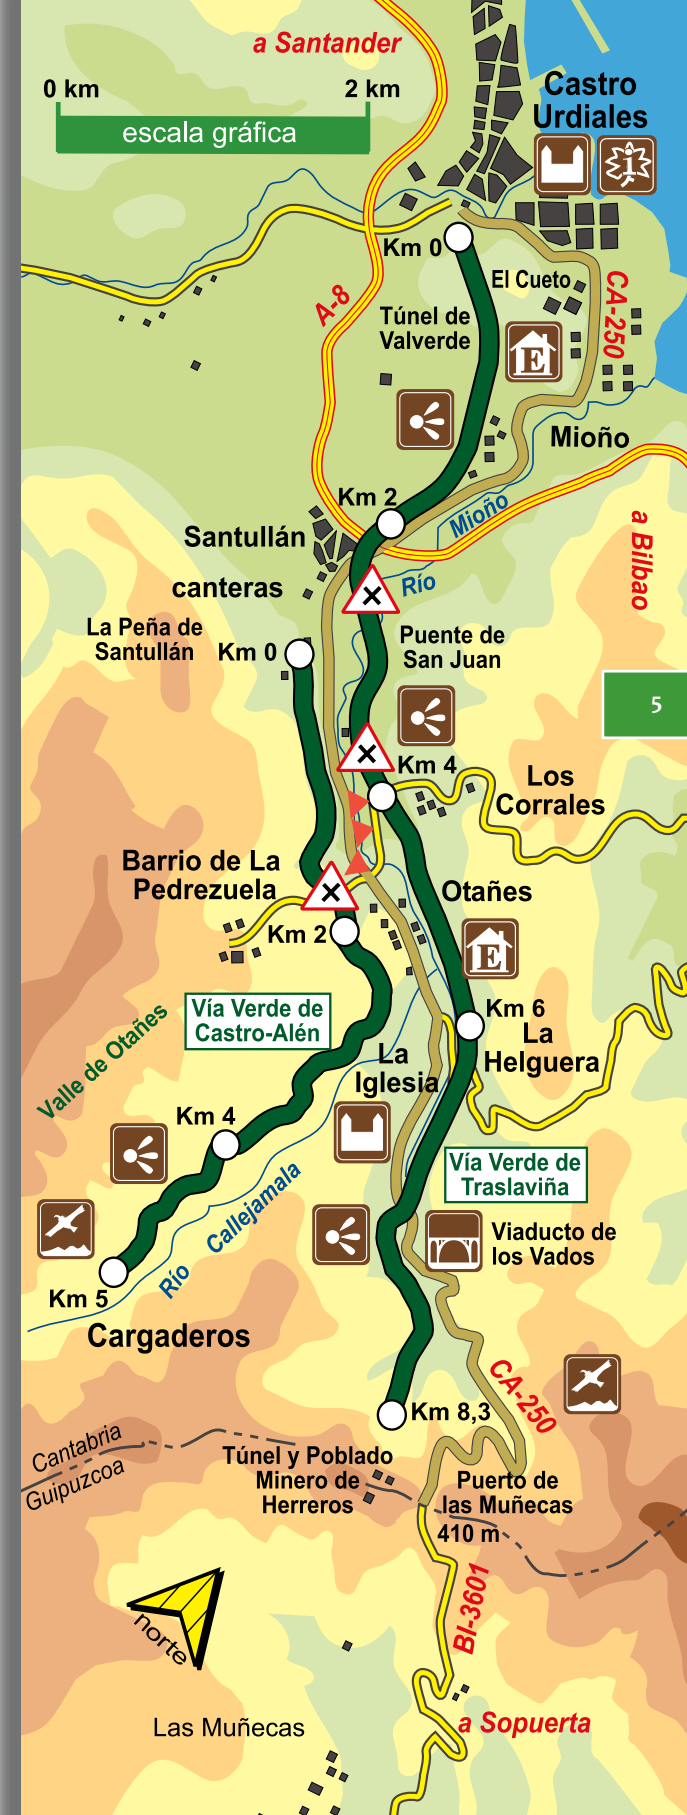 a Santander
0 km
2 km
escala gráfica
Castro
Urdiales
i
Km 0
El Cueto
CA-250
A-8
Túnel de
Valverde
E
Mioño
Km 2
Río
Mioño
Santullán
a Bilbao
canteras
La Peña de
Santullán
Km 0
Puente de
San Juan
5
Km 4
Los
Corrales
Barrio de La
Pedrezuela
Otañes
Km 2
E
Vía Verde de
Castro-Alén
Km 6
La
Helguera
Valle de Otañes
La
Iglesia
Km 4
Vía Verde de
Traslaviña
Río Callejamala
Viaducto de
los Vados
Km 5
Cargaderos
CA-250
Km 8,3
Cantabria
Guipuzcoa
Túnel y Poblado
Minero de
Herreros
Puerto de
las Muñecas
410 m
BI-3601
norte
Las Muñecas
a Sopuerta